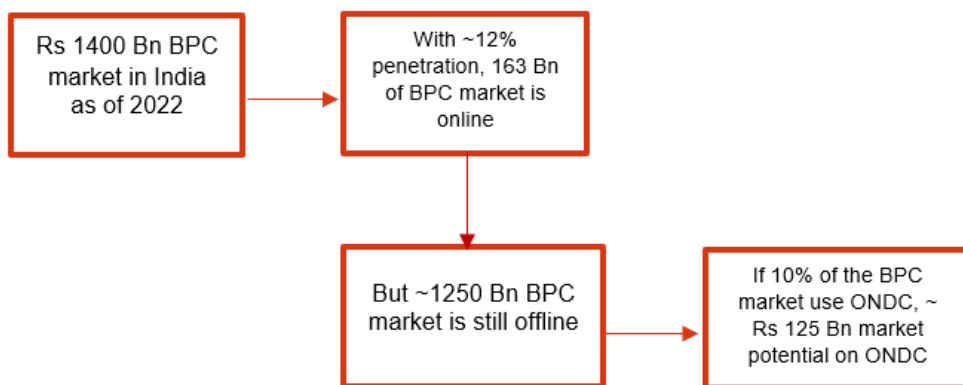 Rs 1400 Bn BPC
market in India
as of 2022
With ~12%
penetration, 163 Bn
of BPC market is
online
But ~1250 Bn BPC
market is still offline
If 10% of the BPC
market use ONDC, ~
Rs 125 Bn market
potential on ONDC